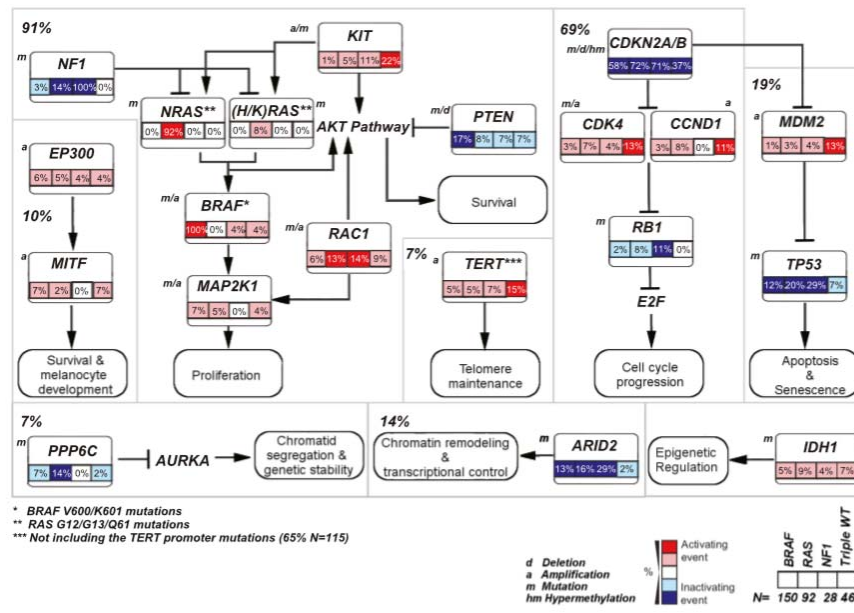 91%
a/m
KIT
1% 5% 11% 22%
m
NF1
3% 14% 100% 0%
m
NRAS**
0% 92% 0% 0%
(H/K)RAS**
m
0% 8% 0% 0%
AKT Pathway
m/d
PTEN
17% 8% 7% 7%
Survival
a
EP300
6% 5% 4% 4%
10%
a
MITF
7% 2% 0% 7%
Survival &
melanocyte
development
m/a
BRAF*
100% 0% 4% 4%
m/a
RAC1
6% 13% 14% 9%
m/a
MAP2K1
7% 5% 0% 4%
Proliferation
7%
a
TERT***
5% 5% 7% 15%
Telomere
maintenance
69%
m/d/hm
CDKN2A/B
58% 72% 71% 37%
m/a
CDK4
3% 7% 4% 13%
a
CCND1
3% 8% 0% 11%
m
RB1
2% 8% 11% 0%
E2F
Cell cycle
progression
19%
a
MDM2
1% 3% 4% 13%
m
TP53
12% 20% 29% 7%
Apoptosis
&
Senescence
7%
m
PPP6C
7% 14% 0% 2%
AURKA
Chromatid
segregation &
genetic stability
14%
Chromatin remodeling
&
transcriptional control
m
ARID2
13% 16% 29% 2%
Epigenetic
Regulation
m
IDH1
5% 9% 4% 7%
* BRAF V600/K601 mutations
** RAS G12/G13/Q61 mutations
*** Not including the TERT promoter mutations (65% N=115)
d Deletion
a Amplification
m Mutation
hm Hypermethylation
%
Activating
event
Inactivating
event
BRAF
RAS
NF1
Triple WT
N= 150 92 28 46